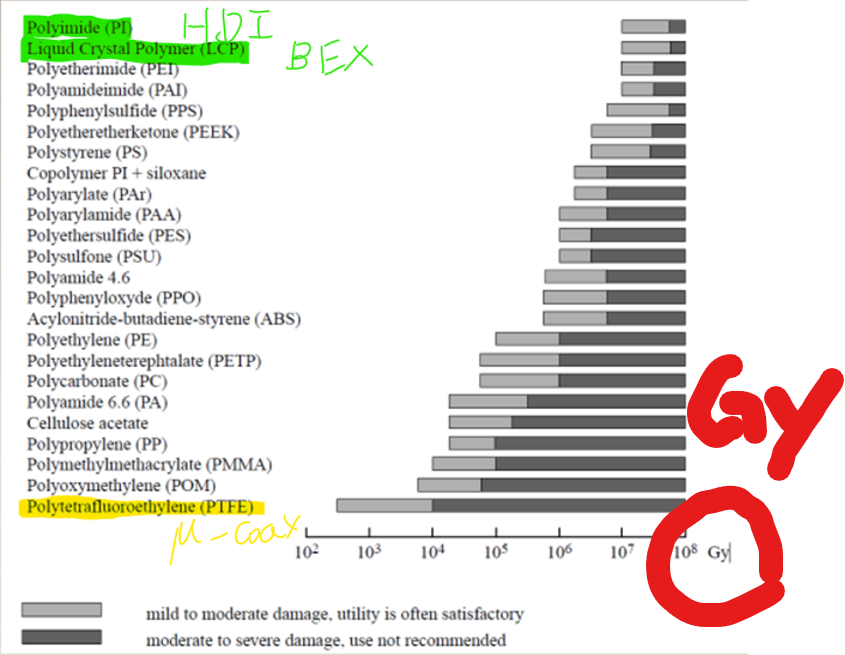 Polyimide (PI) HDI
Liquid Crystal Polymer (LCP) BEX
Polyetherimide (PEI)
Polyamideimide (PAI)
Polyphenylsulfide (PPS)
Polyetheretherketone (PEEK)
Polystyrene (PS)
Copolymer PI + siloxane
Polyarylate (PAr)
Polyarylamide (PAA)
Polyethersulfide (PES)
Polysulfone (PSU)
Polyamide 4.6
Polyphenyloxyde (PPO)
Acylonitride-butadiene-styrene (ABS)
Polyethylene (PE)
Polyethyleneterephtalate (PETP)
Polycarbonate (PC)
Polyamide 6.6 (PA)
Gy
Cellulose acetate
Polypropylene (PP)
Polymethylmethacrylate (PMMA)
Polyoxymethylene (POM)
Polytetrafluoroethylene (PTFE)
μ-coax
10² 10³ 10⁴ 10⁵ 10⁶ 10⁷ 10⁸ Gy
mild to moderate damage, utility is often satisfactory
moderate to severe damage, use not recommended